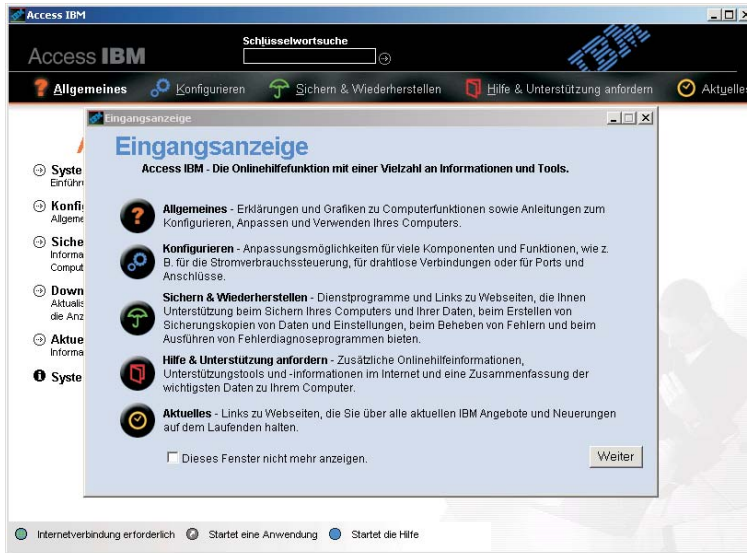 Access IBM
Schlüsselwortsuche
Access IBM
IBM
Allgemeines Konfigurieren Sichern & Wiederherstellen Hilfe & Unterstützung anfordern Aktuelles
Eingangsanzeige
Eingangsanzeige
Access IBM - Die Onlinehilfefunktion mit einer Vielzahl an Informationen und Tools.
Allgemeines - Erklärungen und Grafiken zu Computerfunktionen sowie Anleitungen zum
Konfigurieren, Anpassen und Verwenden Ihres Computers.
Konfigurieren - Anpassungsmöglichkeiten für viele Komponenten und Funktionen, wie z.
B. für die Stromverbrauchssteuerung, für drahtlose Verbindungen oder für Ports und
Anschlüsse.
Sichern & Wiederherstellen - Dienstprogramme und Links zu Webseiten, die Ihnen
Unterstützung beim Sichern Ihres Computers und Ihrer Daten, beim Erstellen von
Sicherungskopien von Daten und Einstellungen, beim Beheben von Fehlern und beim
Ausführen von Fehlerdiagnoseprogrammen bieten.
Hilfe & Unterstützung anfordern - Zusätzliche Onlinehilfeinformationen,
Unterstützungstools und -informationen im Internet und eine Zusammenfassung der
wichtigsten Daten zu Ihrem Computer.
Aktuelles - Links zu Webseiten, die Sie über alle aktuellen IBM Angebote und Neuerungen
auf dem Laufenden halten.
Dieses Fenster nicht mehr anzeigen.
Weiter
Syste
Einführ
Konfi
Allgeme
Siche
Informa
Comput
Down
Aktualis
die Anz
Aktue
Informa
Syste
Internetverbindung erforderlich Startet eine Anwendung Startet die Hilfe